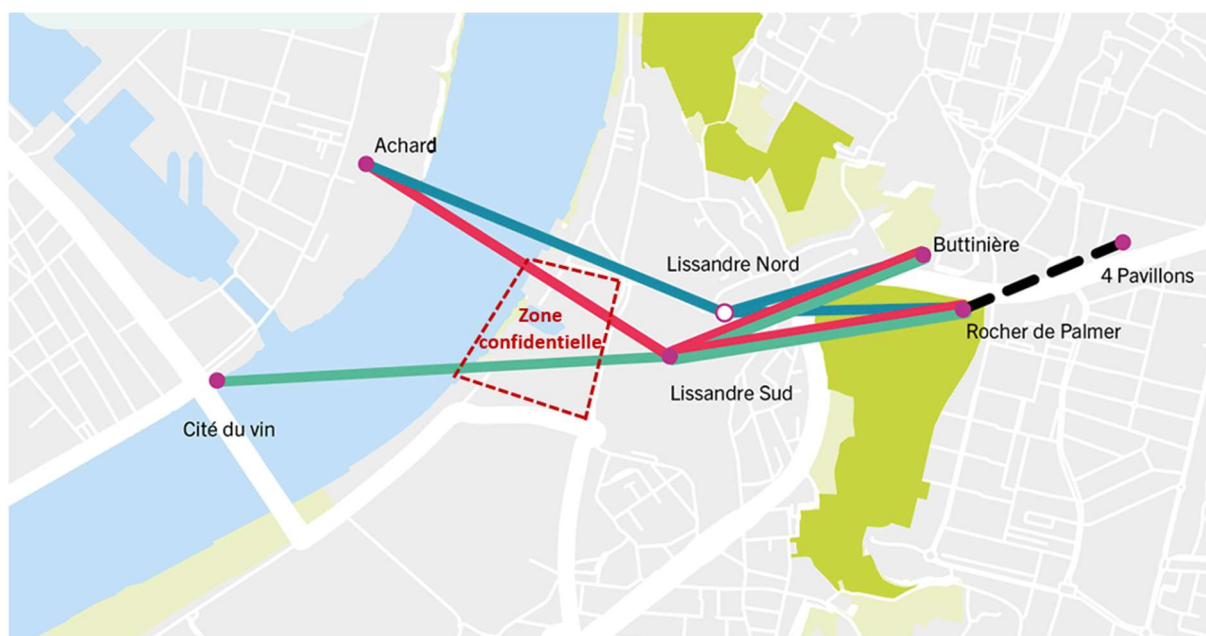 Achard
Lissandre Nord
Buttinière
4 Pavillons
Zone
confidentielle
Rocher de Palmer
Lissandre Sud
Cité du vin